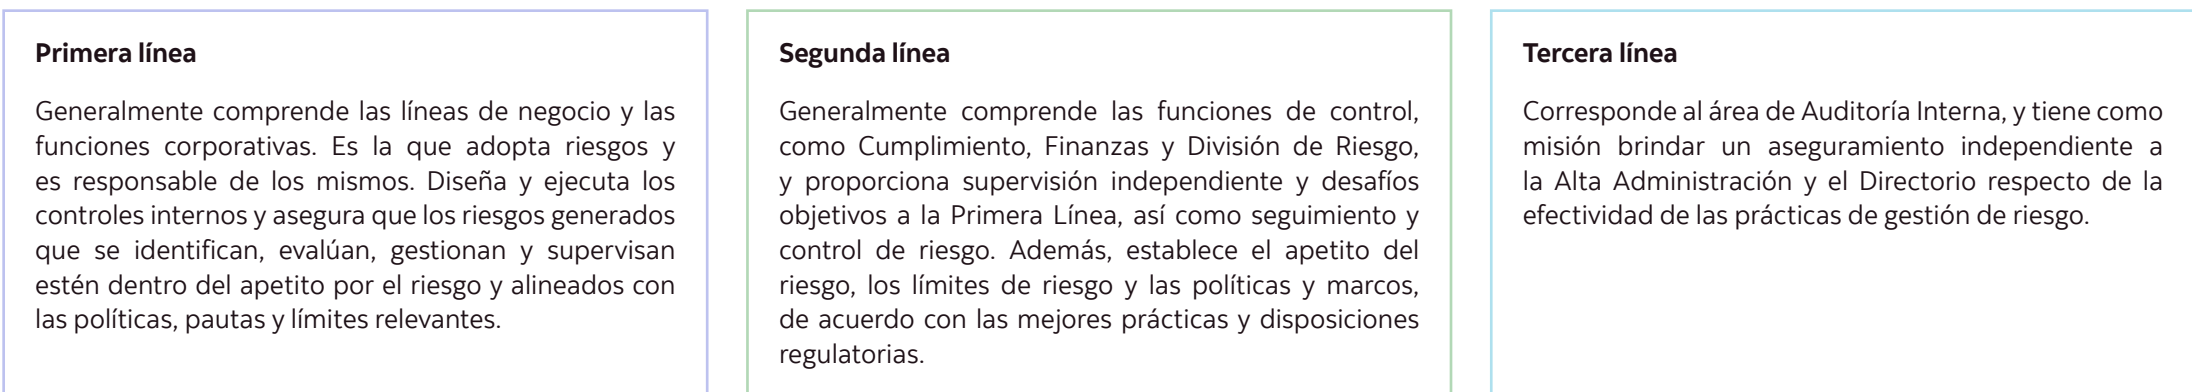 Primera línea
Generalmente comprende las líneas de negocio y las
funciones corporativas. Es la que adopta riesgos y
es responsable de los mismos. Diseña y ejecuta los
controles internos y asegura que los riesgos generados
que se identifican, evalúan, gestionan y supervisan
estén dentro del apetito por el riesgo y alineados con
las políticas, pautas y límites relevantes.
Segunda línea
Generalmente comprende las funciones de control,
como Cumplimiento, Finanzas y División de Riesgo,
y proporciona supervisión independiente y desafíos
objetivos a la Primera Línea, así como seguimiento y
control de riesgo. Además, establece el apetito del
riesgo, los límites de riesgo y las políticas y marcos,
de acuerdo con las mejores prácticas y disposiciones
regulatorias.
Tercera línea
Corresponde al área de Auditoría Interna, y tiene como
misión brindar un aseguramiento independiente a
la Alta Administración y el Directorio respecto de la
efectividad de las prácticas de gestión de riesgo.